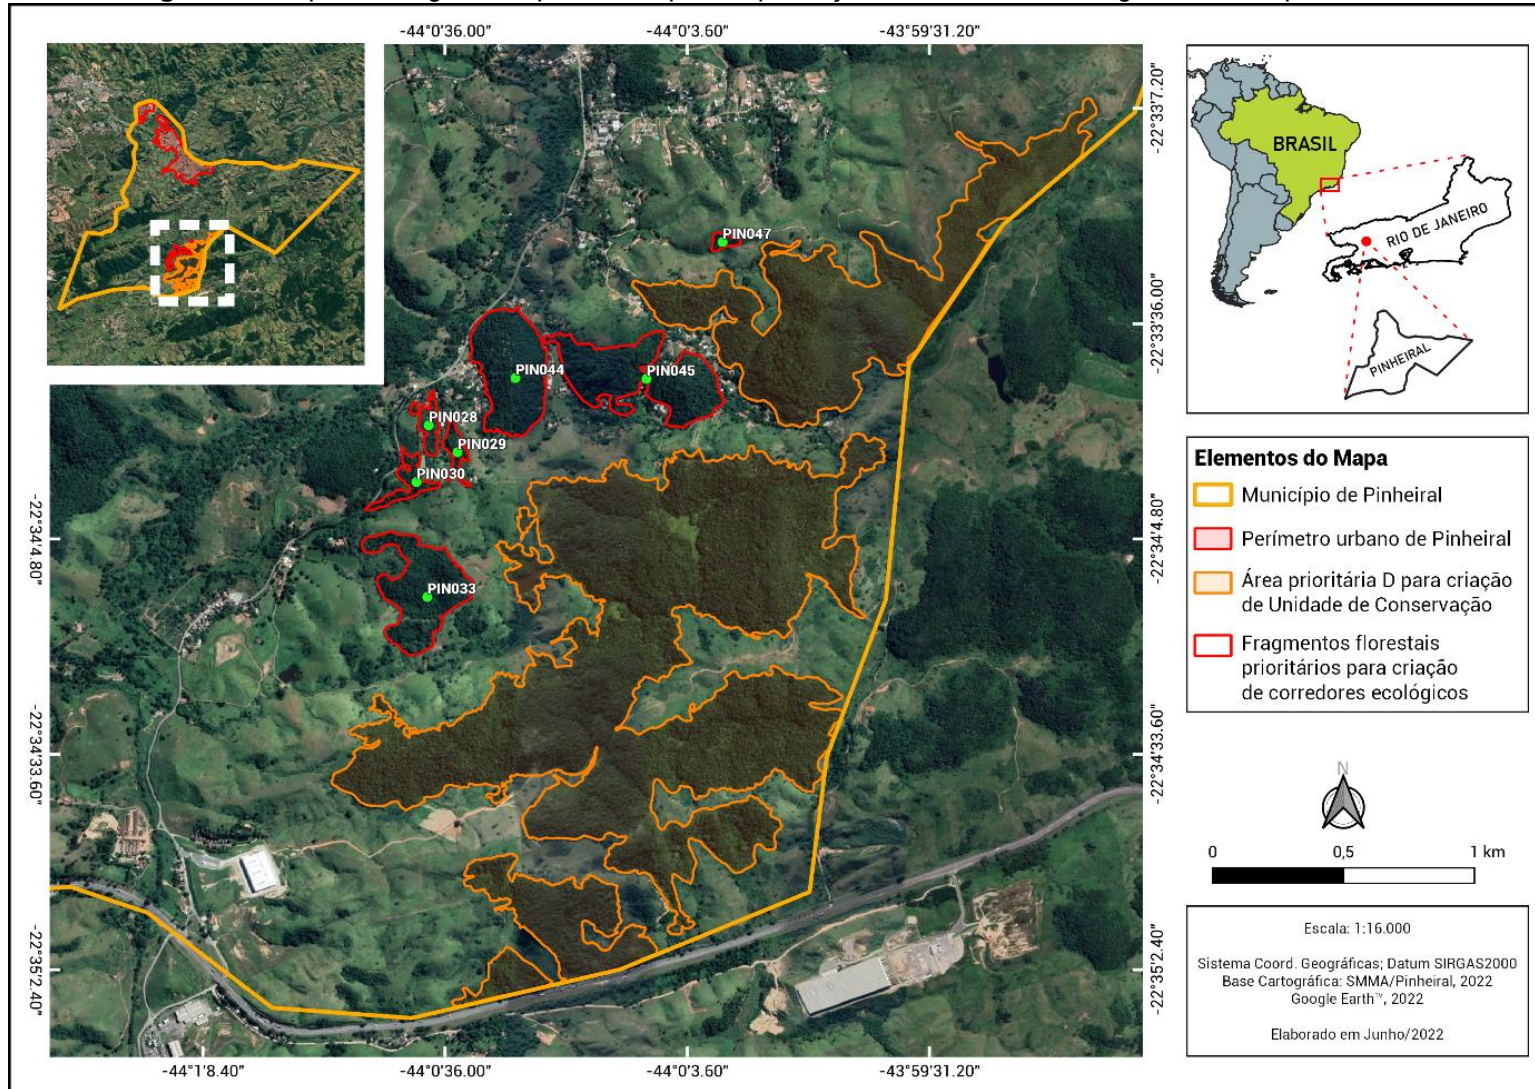 -44°0'36.00"
-44°0'3.60"
-43°59'31.20"
-22°33'7.20"
-22°33'36.00"
-22°34'4.80"
-22°34'33.60"
-22°35'2.40"
-22°34'4.80"
-22°34'33.60"
-22°35'2.40"
-44°1'8.40"
-44°0'36.00"
-44°0'3.60"
-43°59'31.20"
PIN047
PIN044
PIN045
PIN028
PIN029
PIN030
PIN033
BRASIL
RIO DE JANEIRO
PINHEIRAL
Elementos do Mapa
Município de Pinheiral
Perímetro urbano de Pinheiral
Área prioritária D para criação
de Unidade de Conservação
Fragmentos florestais
prioritários para criação
de corredores ecológicos
N
0 0,5 1 km
Escala: 1:16.000
Sistema Coord. Geográficas; Datum SIRGAS2000
Base Cartográfica: SMMA/Pinheiral, 2022
Google Earth™, 2022
Elaborado em Junho/2022